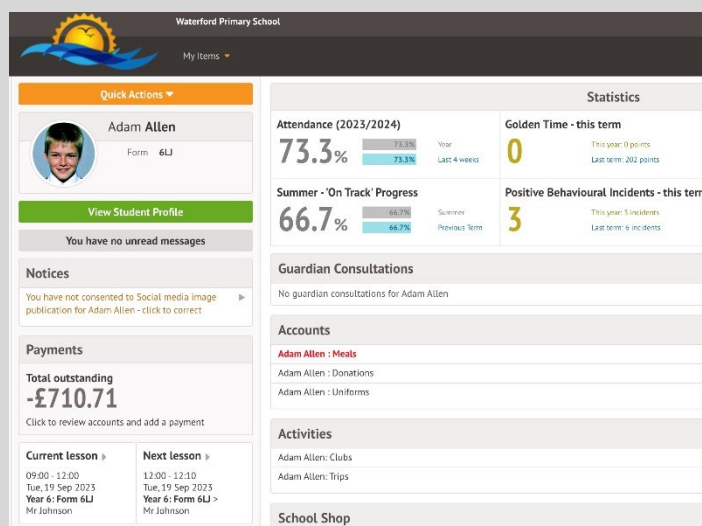 Waterford Primary School
My Items
Quick Actions
Adam Allen
Form 6LJ
View Student Profile
You have no unread messages
Notices
You have not consented to Social media image
publication for Adam Allen - click to correct
Payments
Total outstanding
-£710.71
Click to review accounts and add a payment
Current lesson
09:00 - 12:00
Tue, 19 Sep 2023
Year 6: Form 6LJ
Mr Johnson
Next lesson
12:00 - 12:10
Tue, 19 Sep 2023
Year 6: Form 6LJ >
Mr Johnson
Statistics
Attendance (2023/2024)
73.3%
73.3% Year
73.3% Last 4 weeks
Golden Time - this term
0
This year: 0 points
Last term: 202 points
Summer - 'On Track' Progress
66.7%
66.7% Summer
66.7% Previous Term
Positive Behavioural Incidents - this term
3
This year: 3 incidents
Last term: 6 incidents
Guardian Consultations
No guardian consultations for Adam Allen
Accounts
Adam Allen : Meals
Adam Allen : Donations
Adam Allen : Uniforms
Activities
Adam Allen: Clubs
Adam Allen: Trips
School Shop